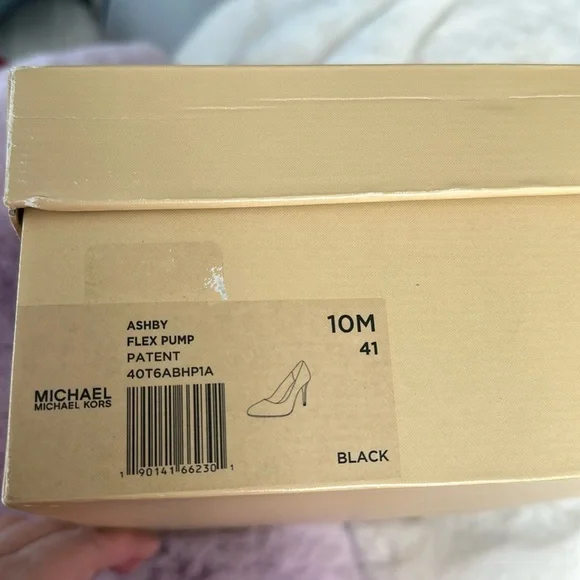 ASHBY
FLEX PUMP
PATENT
40T6ABHP1A
10M
41
MICHAEL
MICHAEL KORS
1 90141 66230 1
BLACK